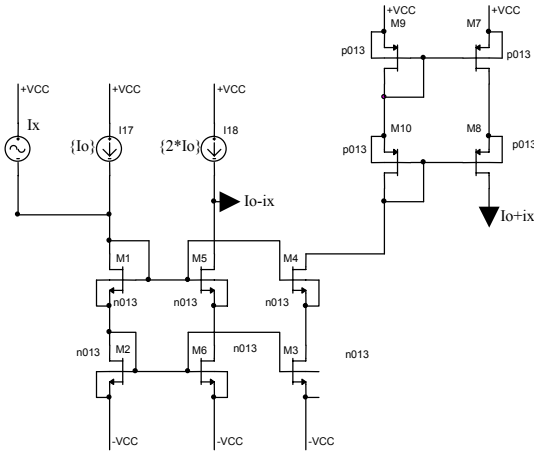 +VCC +VCC
M9 M7
p013 p013
+VCC +VCC +VCC
Ix I17 I18
{Io} {2*Io}
M10 M8
p013 p013
Io-ix Io+ix
M1 M5 M4
n013 n013 n013
M2 M6 n013 M3 n013
n013
-VCC -VCC -VCC